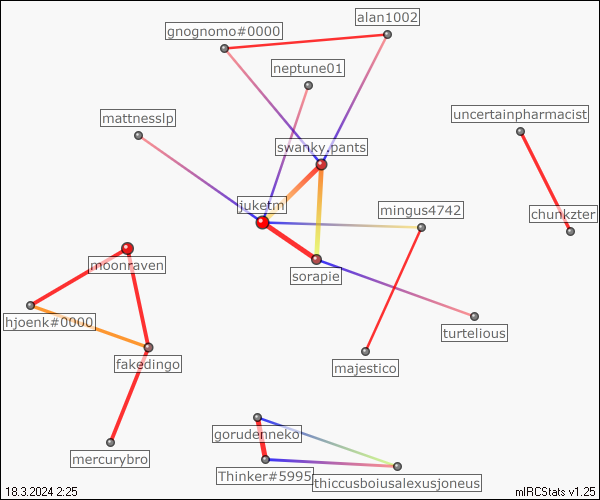 alan1002
gnognomo#0000
neptune01
mattnesslp
uncertainpharmacist
swanky.pants
juketm
mingus4742
chunkzter
moonraven
sorapie
hjoenk#0000
turtelious
fakedingo
majestico
gorudenneko
mercurybro
Thinker#5995
thiccusboiusalexusjoneus
18.3.2024 2:25
mIRCStats v1.25